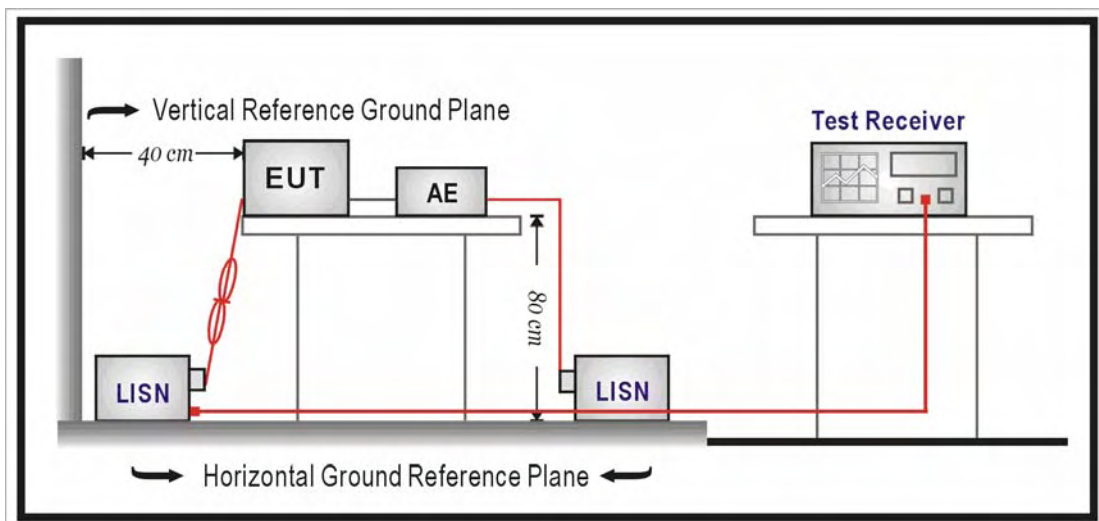 Vertical Reference Ground Plane
Test Receiver
40 cm
EUT
AE
80 cm
LISN
LISN
Horizontal Ground Reference Plane